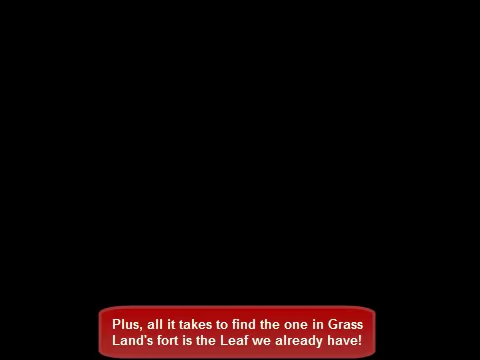 Plus, all it takes to find the one in Grass
Land's fort is the Leaf we already have!